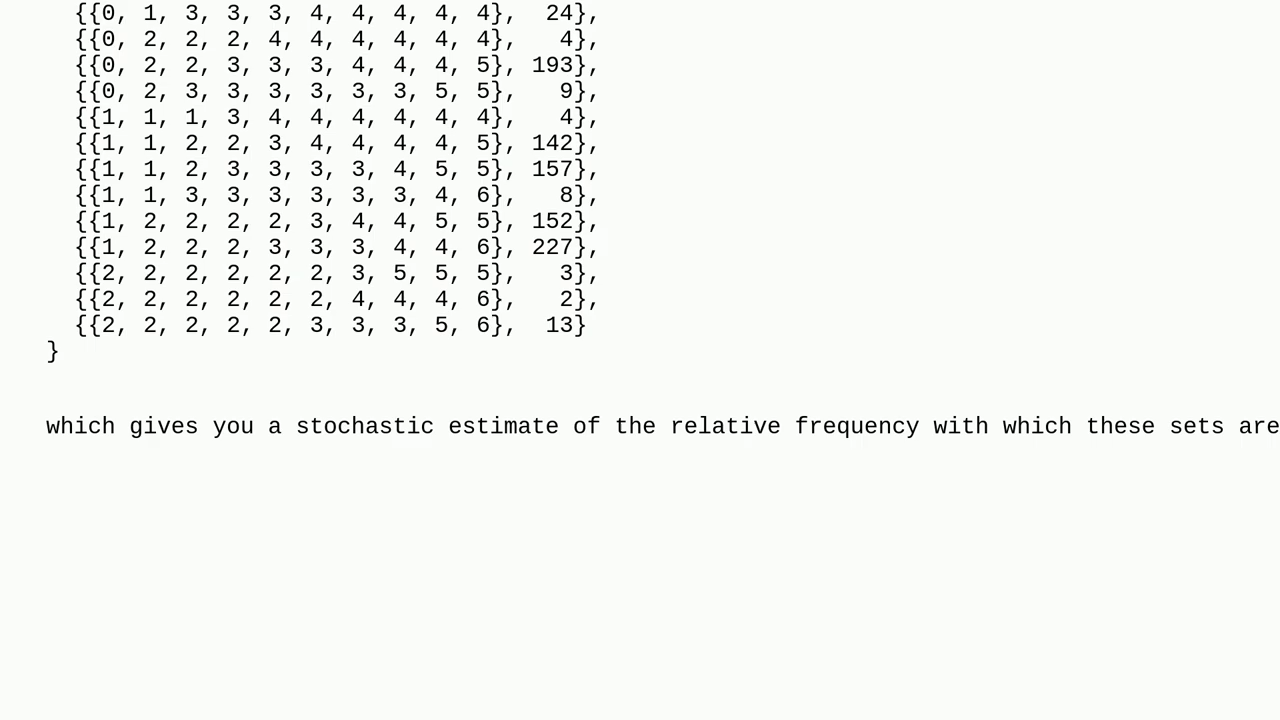 {{0, 1, 3, 3, 3, 4, 4, 4, 4, 4},  24},
{{0, 2, 2, 2, 4, 4, 4, 4, 4, 4},   4},
{{0, 2, 2, 3, 3, 3, 4, 4, 4, 5}, 193},
{{0, 2, 3, 3, 3, 3, 3, 3, 5, 5},   9},
{{1, 1, 1, 3, 4, 4, 4, 4, 4, 4},   4},
{{1, 1, 2, 2, 3, 4, 4, 4, 4, 5}, 142},
{{1, 1, 2, 3, 3, 3, 3, 4, 5, 5}, 157},
{{1, 1, 3, 3, 3, 3, 3, 3, 4, 6},   8},
{{1, 2, 2, 2, 2, 3, 4, 4, 5, 5}, 152},
{{1, 2, 2, 2, 3, 3, 3, 4, 4, 6}, 227},
{{2, 2, 2, 2, 2, 2, 3, 5, 5, 5},   3},
{{2, 2, 2, 2, 2, 2, 4, 4, 4, 6},   2},
{{2, 2, 2, 2, 2, 3, 3, 3, 5, 6},  13}
}
which gives you a stochastic estimate of the relative frequency with which these sets are